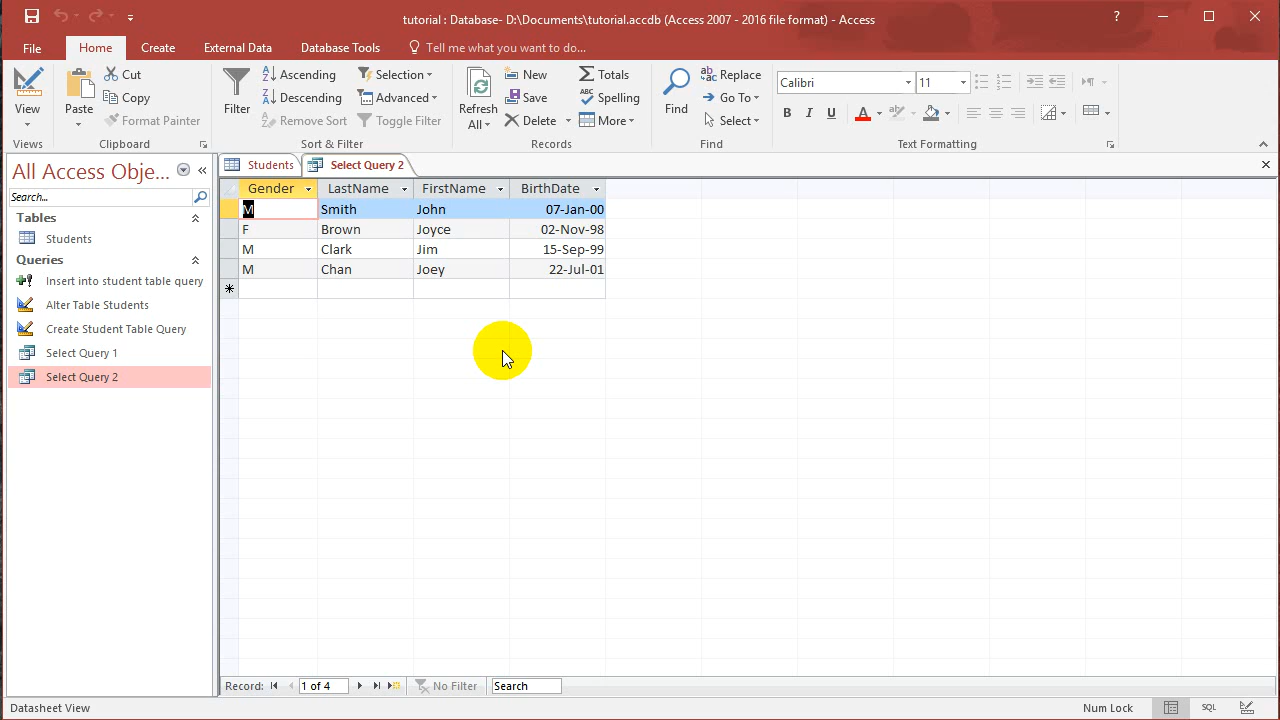 tutorial : Database- D:\Documents\tutorial.accdb (Access 2007 - 2016 file format) - Access
File Home Create External Data Database Tools Tell me what you want to do...
View
Views
Paste
Cut
Copy
Format Painter
Clipboard
Filter
Ascending
Descending
Remove Sort
Selection
Advanced
Toggle Filter
Sort & Filter
Refresh
All
New
Save
Delete
Totals
Spelling
More
Records
Find
Replace
Go To
Select
Find
Calibri 11
B I U A
Text Formatting
All Access Obje...
Search...
Tables
Students
Queries
Insert into student table query
Alter Table Students
Create Student Table Query
Select Query 1
Select Query 2
Students Select Query 2
Gender LastName FirstName BirthDate
M Smith John 07-Jan-00
F Brown Joyce 02-Nov-98
M Clark Jim 15-Sep-99
M Chan Joey 22-Jul-01
Record: 1 of 4 No Filter Search
Datasheet View Num Lock SQL